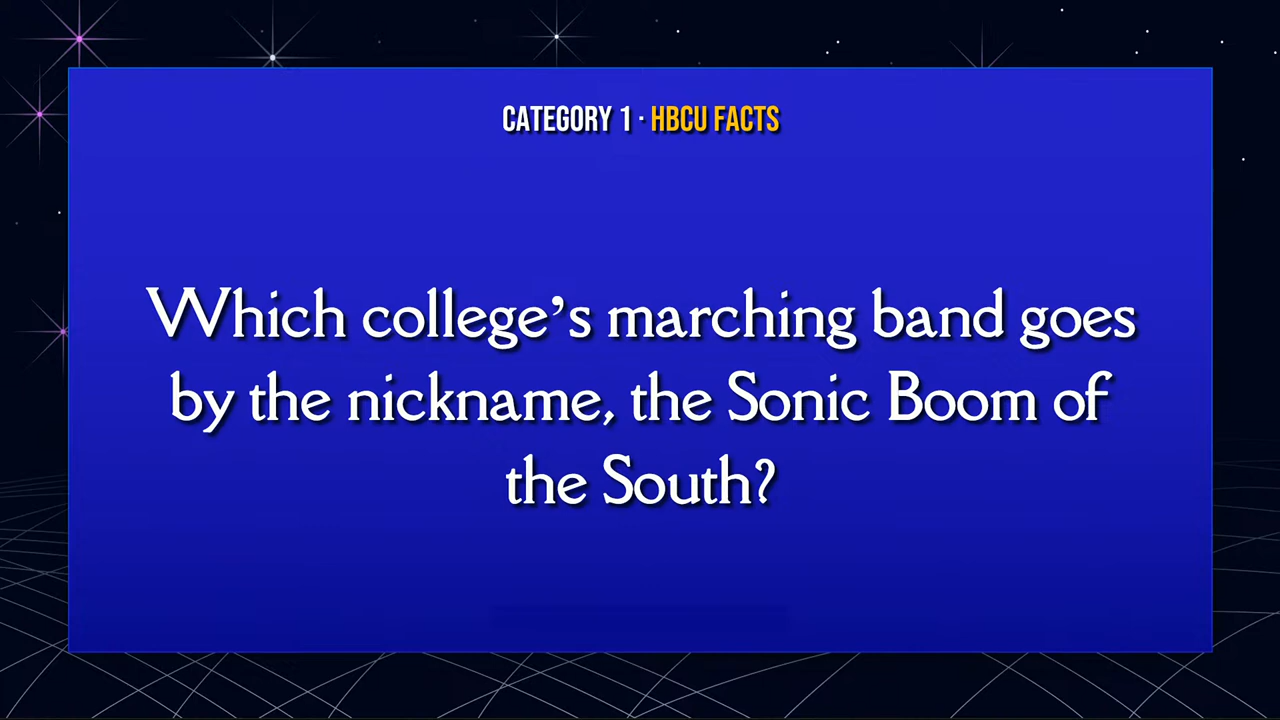 CATEGORY 1 · HBCU FACTS
Which college’s marching band goes
by the nickname, the Sonic Boom of
the South?